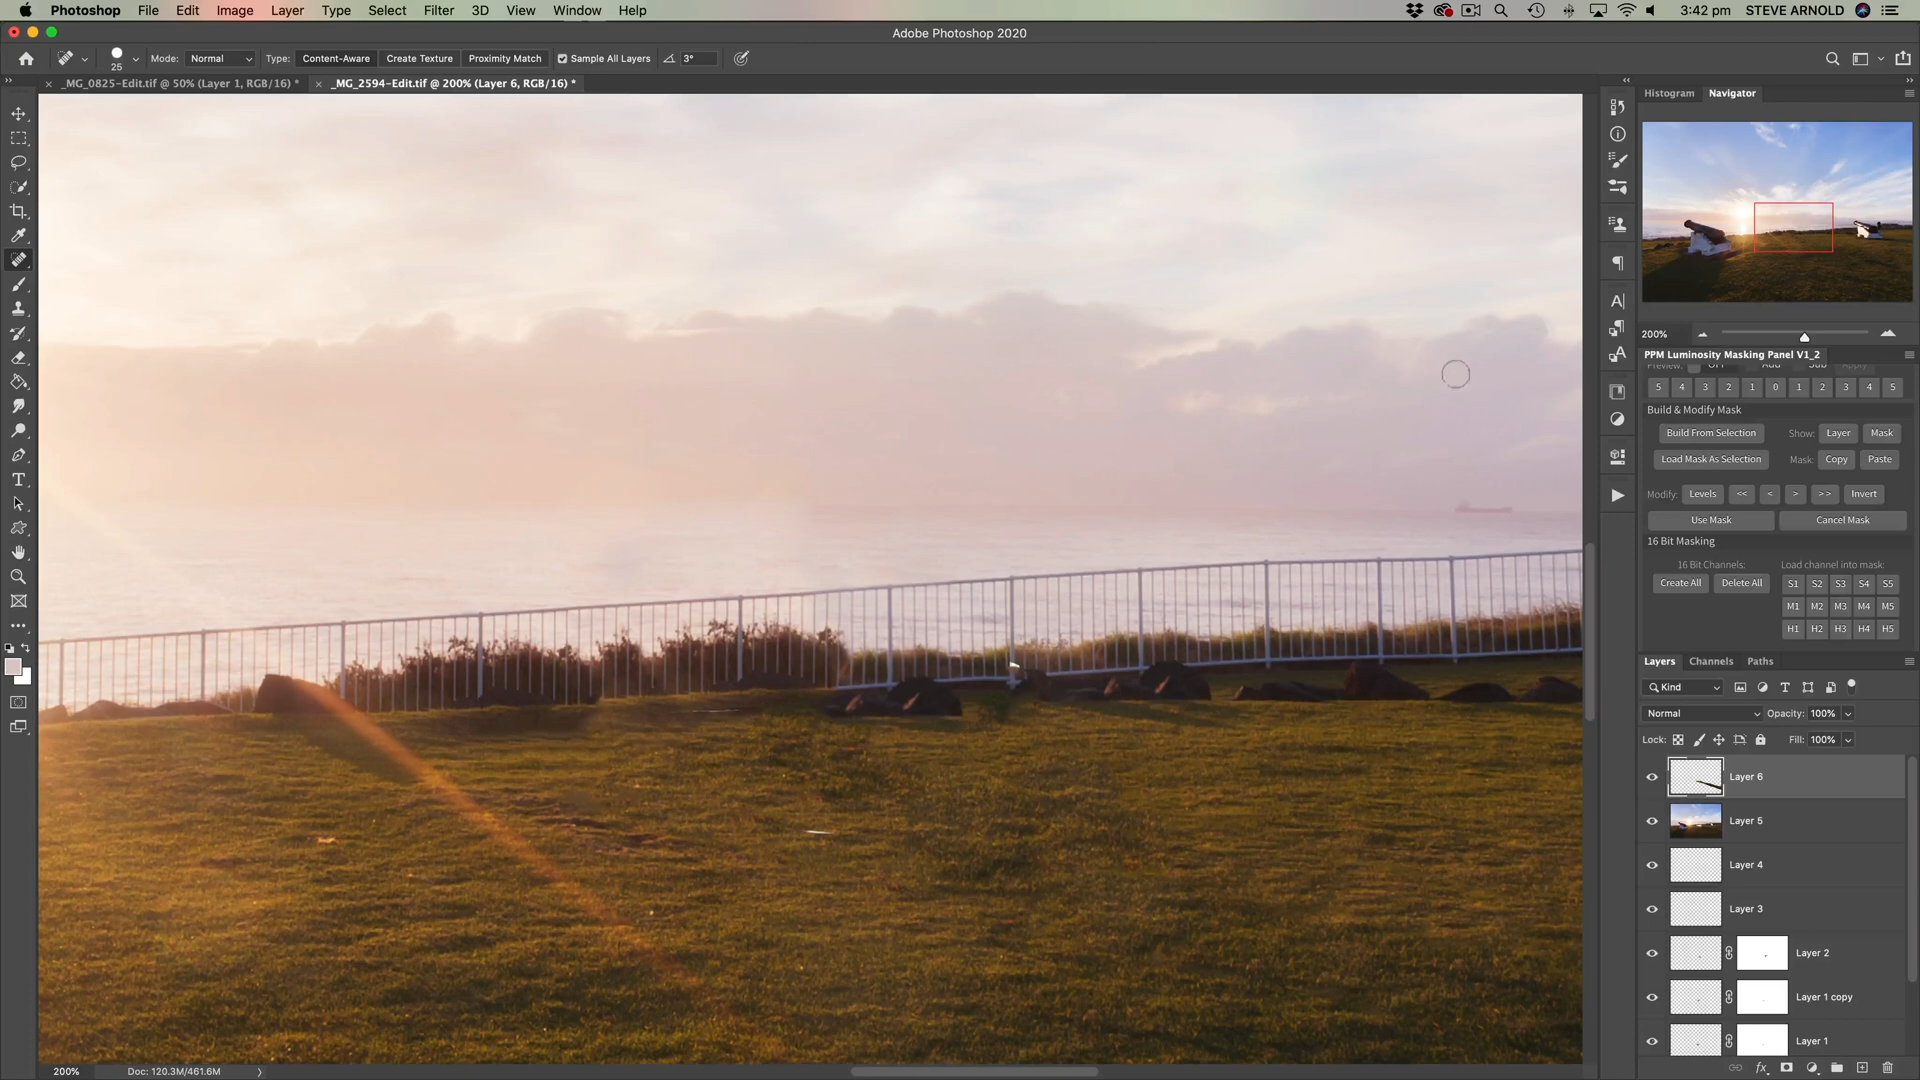 Photoshop File Edit Image Layer Type Select Filter 3D View Window Help 3:42 pm STEVE ARNOLD
Adobe Photoshop 2020
25 Mode: Normal Type: Content-Aware Create Texture Proximity Match Sample All Layers 3°
_MG_0825-Edit.tif @ 50% (Layer 1, RGB/16) * _MG_2594-Edit.tif @ 200% (Layer 6, RGB/16) *
Histogram Navigator
200%
PPM Luminosity Masking Panel V1_2
Preview: OFF Add Sub Apply
5 4 3 2 1 0 1 2 3 4 5
Build & Modify Mask
Build From Selection Show: Layer Mask
Load Mask As Selection Mask: Copy Paste
Modify: Levels << < > >> Invert
Use Mask Cancel Mask
16 Bit Masking
16 Bit Channels: Load channel into mask:
Create All Delete All S1 S2 S3 S4 S5
M1 M2 M3 M4 M5
H1 H2 H3 H4 H5
Layers Channels Paths
Kind
Normal Opacity: 100%
Lock: Fill: 100%
Layer 6
Layer 5
Layer 4
Layer 3
Layer 2
Layer 1 copy
Layer 1
200% Doc: 120.3M/461.6M